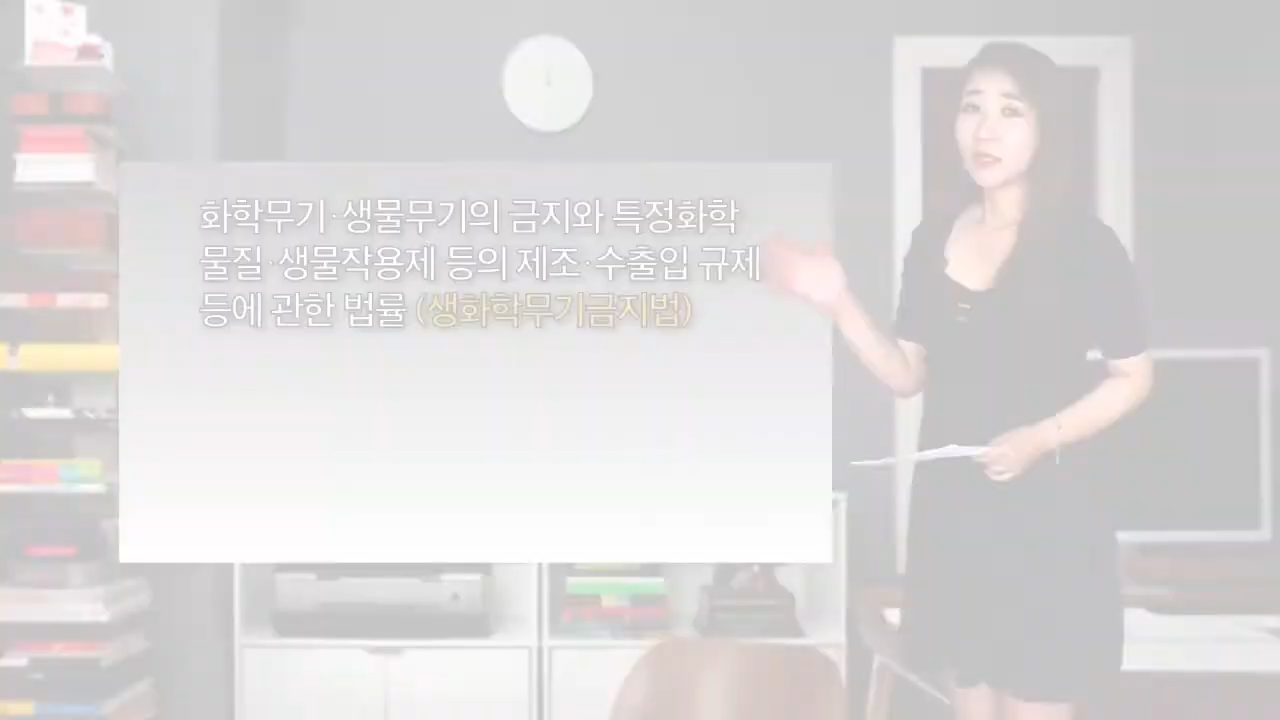 화학무기·생물무기의 금지와 특정화학
물질·생물작용제 등의 제조·수출입 규제
등에 관한 법률 (생화학무기금지법)